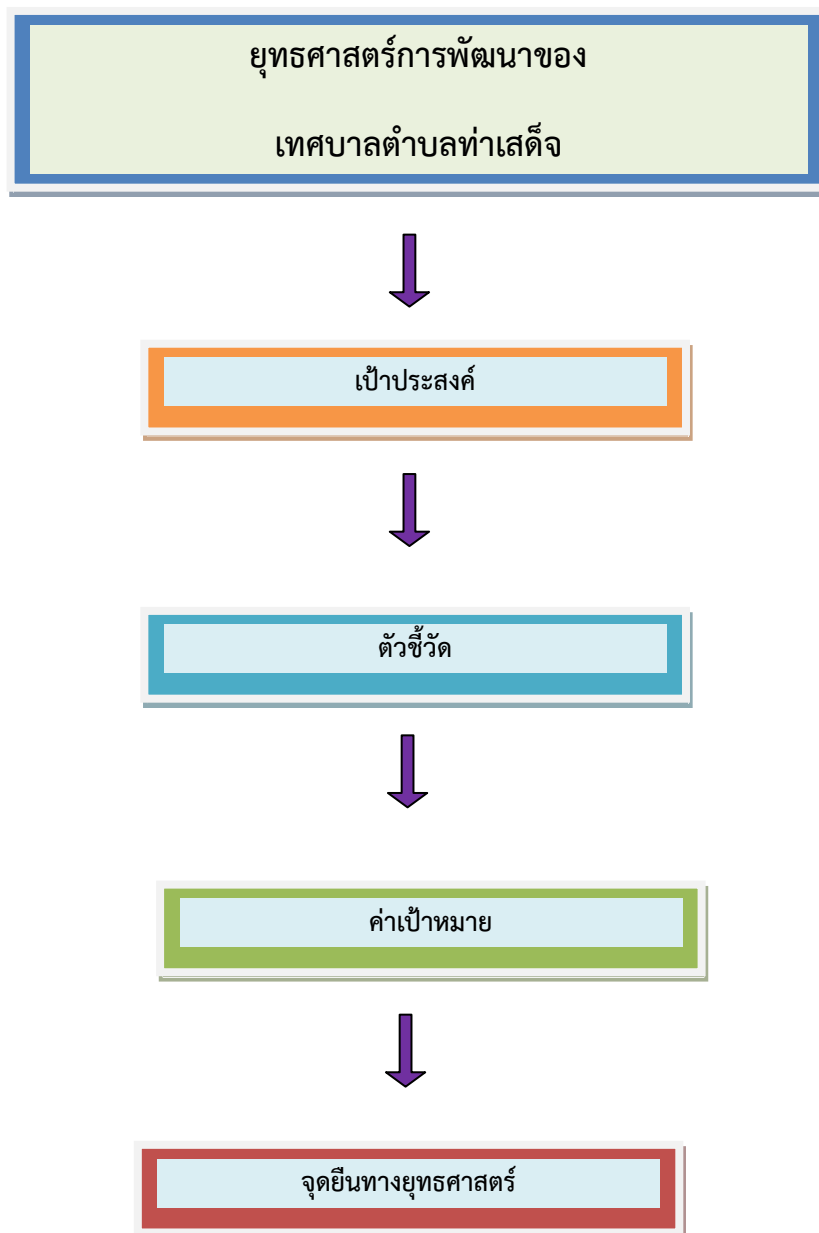 ยุทธศาสตร์การพัฒนาของ
เทศบาลตำบลท่าเสด็จ
เป้าประสงค์
ตัวชี้วัด
ค่าเป้าหมาย
จุดยืนทางยุทธศาสตร์